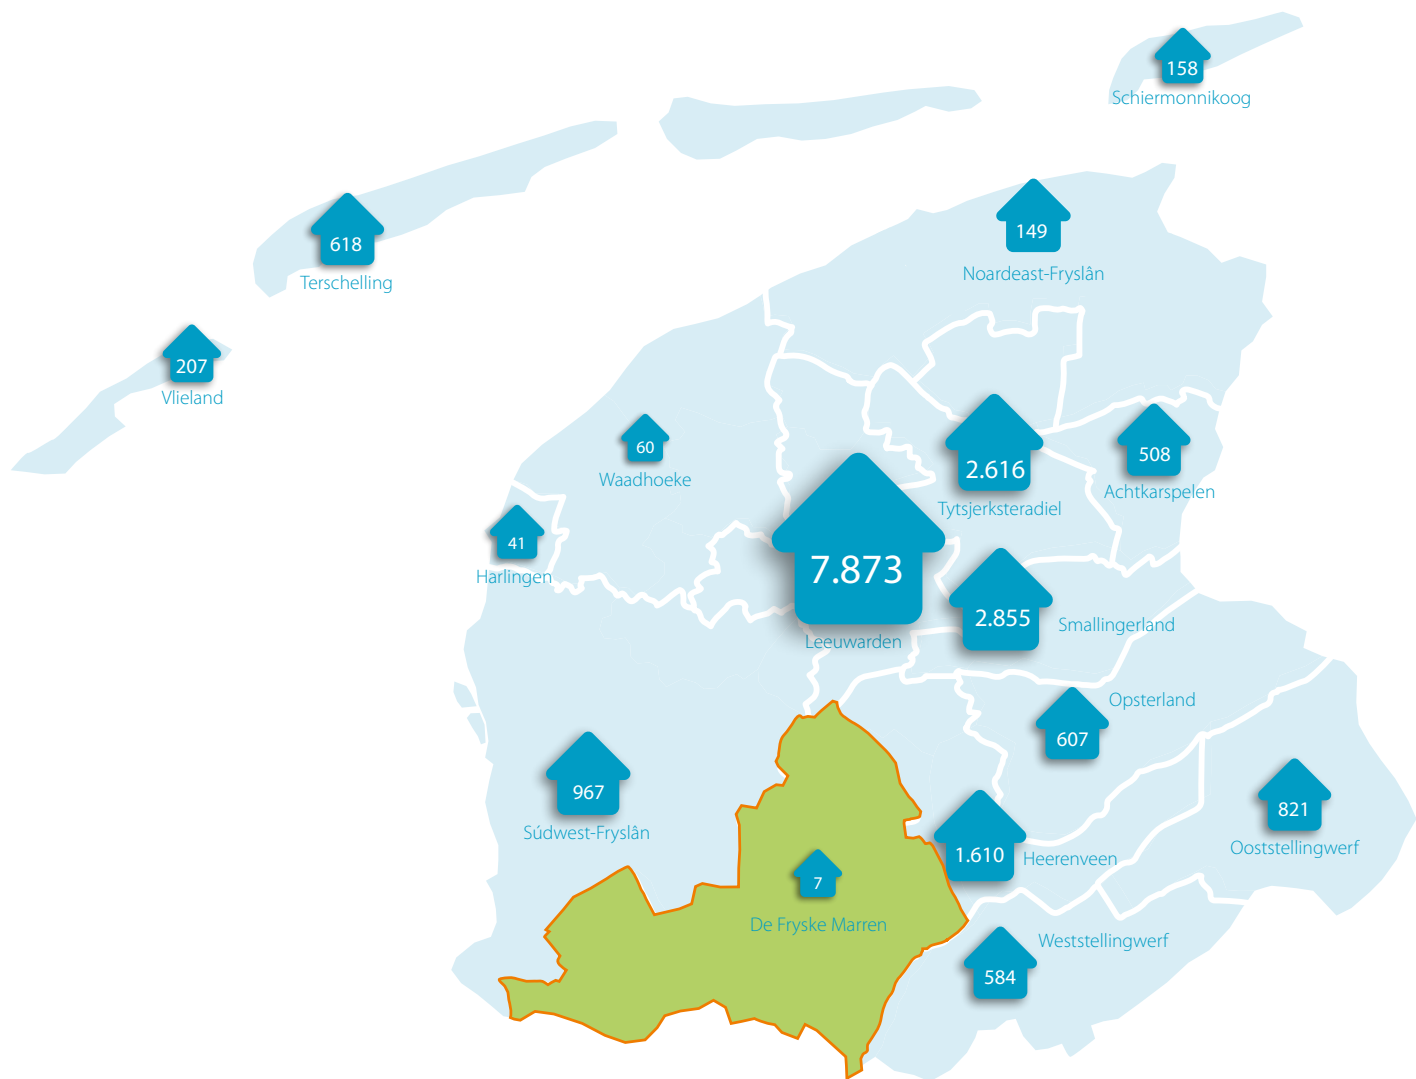 158
Schiermonnikoog
149
Noardeast-Fryslân
618
Terschelling
207
Vlieland
60
Waadhoeke
2.616
Tytsjerksteradiel
508
Achtkarspelen
41
Harlingen
7.873
Leeuwarden
2.855
Smallingerland
Opsterland
607
967
Súdwest-Fryslân
821
Ooststellingwerf
1.610
Heerenveen
7
De Fryske Marren
Weststellingwerf
584